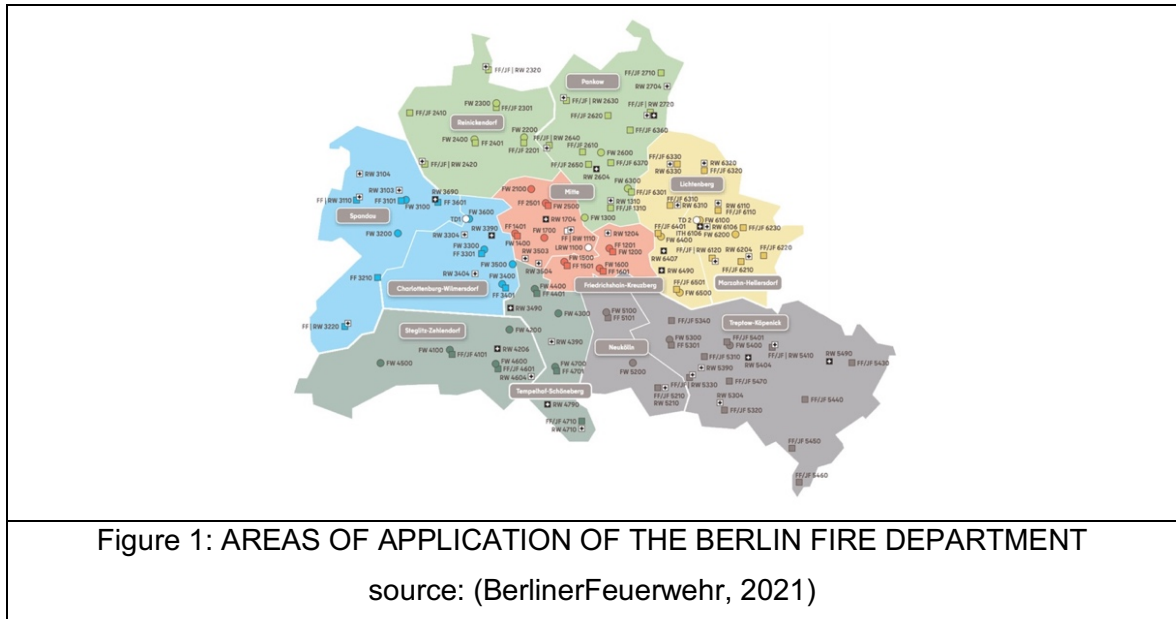 FF/JF | RW 2320
Pankow
FF/JF 2710
RW 2704
FF/JF | RW 2630
FW 2300
FF/JF 2301
FF/JF 2410
FF/JF 2620
FF/JF | RW 2720
Reinickendorf
FF/JF 6360
FW 2200
FW 2400
FF 2401
FF/JF 2201
FF/JF | RW 2640
FF/JF 2610
FW 2600
FF/JF | RW 2420
FF/JF 2650
FF/JF 6370
RW 2604
FF/JF 6330
RW 6330
RW 6320
FF/JF 6320
RW 3104
FW 2100
Mitte
FW 6300
FF/JF 6301
Lichtenberg
RW 3103
RW 3690
FF | RW 3110
FF 3101
FW 3100
FF 3601
FF 2501
FW 2500
RW 1310
FF/JF 1310
FF/JF 6310
RW 6310
RW 6110
FF/JF 6110
Spandau
TD1
FW 3600
RW 1704
FW 1300
TD 2
FW 6100
FW 3200
RW 3304
RW 3390
FF 1401
FW 1400
FW 1700
FF | RW 1110
LRW 1100
RW 1204
FF/JF 6401
FW 6400
ITH 6106
RW 6106
FW 6200
FF/JF 6230
FW 3300
FF 3301
RW 3503
FF 1201
FW 1200
RW 6407
FF/JF | RW 6120
RW 6204
FF/JF 6220
FW 3500
RW 3504
FW 1500
FF 1501
FW 1600
FF 1601
RW 6490
FF/JF 6210
FF 3210
RW 3404
FW 3400
FF 3401
Charlottenburg-Wilmersdorf
FW 4400
FF 4401
Friedrichshain-Kreuzberg
FF/JF 6501
FW 6500
Marzahn-Hellersdorf
FF | RW 3220
Steglitz-Zehlendorf
RW 3490
FW 4300
FW 5100
FF 5101
FF/JF 5340
Treptow-Köpenick
FW 4200
Neukölln
FW 5300
FF 5301
FF/JF 5401
FW 5400
FW 4100
FF/JF 4101
RW 4206
RW 4390
FF/JF 5310
FF/JF | RW 5410
RW 5490
FF/JF 5430
FW 4500
FW 4600
FF/JF 4601
RW 4604
FW 4700
FF 4701
FW 5200
RW 5390
RW 5404
FF/JF | RW 5330
FF/JF 5470
Tempelhof-Schöneberg
FF/JF 5210
RW 5210
RW 5304
FF/JF 5320
FF/JF 5440
RW 4790
FF/JF 4710
RW 4710
FF/JF 5450
FF/JF 5460
Figure 1: AREAS OF APPLICATION OF THE BERLIN FIRE DEPARTMENT
source: (BerlinerFeuerwehr, 2021)